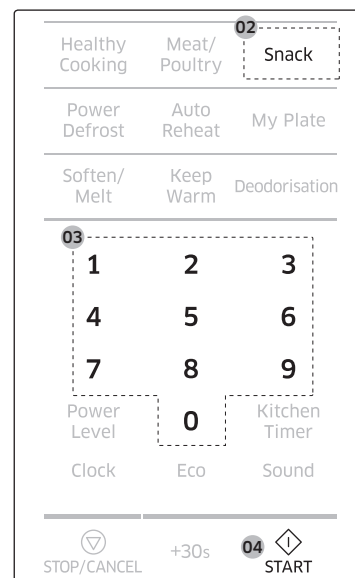 02
Healthy Cooking
Meat/ Poultry
Snack
Power Defrost
Auto Reheat
My Plate
Soften/ Melt
Keep Warm
Deodorisation
03
1 2 3
4 5 6
7 8 9
Power Level
0
Kitchen Timer
Clock
Eco
Sound
STOP/CANCEL
+30s
04
START